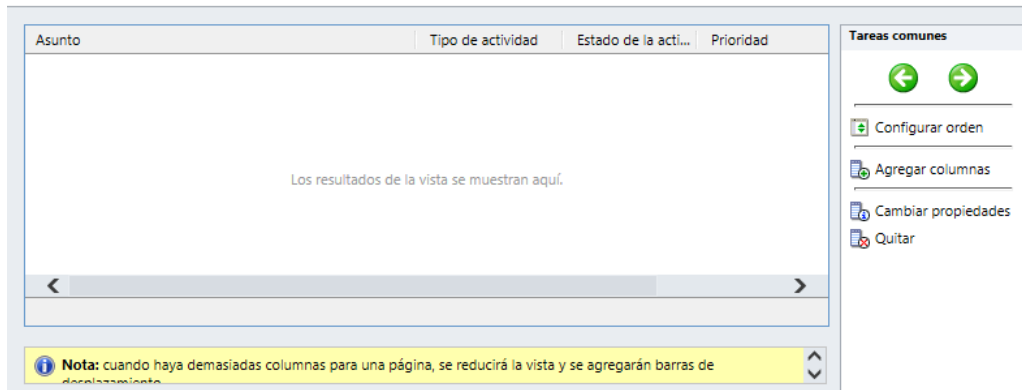 Asunto Tipo de actividad Estado de la acti... Prioridad
Los resultados de la vista se muestran aquí.
Nota: cuando haya demasiadas columnas para una página, se reducirá la vista y se agregarán barras de
desplazamiento
Tareas comunes
Configurar orden
Agregar columnas
Cambiar propiedades
Quitar